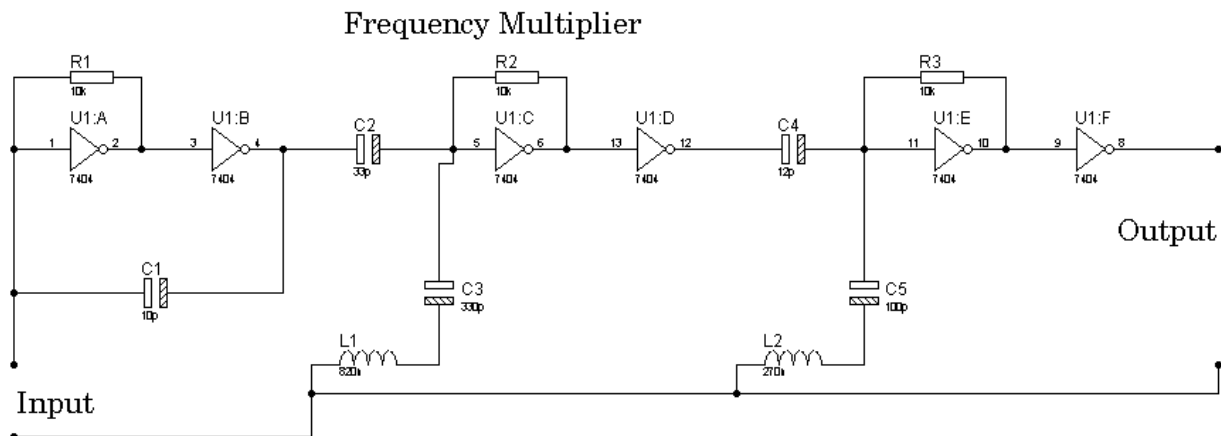 Frequency Multiplier
R1
10k
R2
10k
R3
10k
U1:A
1
2
7404
U1:B
3
4
7404
C2
33p
U1:C
5
6
7404
U1:D
13
12
7404
C4
12p
U1:E
11
10
7404
U1:F
9
8
7404
Output
C1
10p
C3
330p
C5
100p
L1
820n
L2
270n
Input